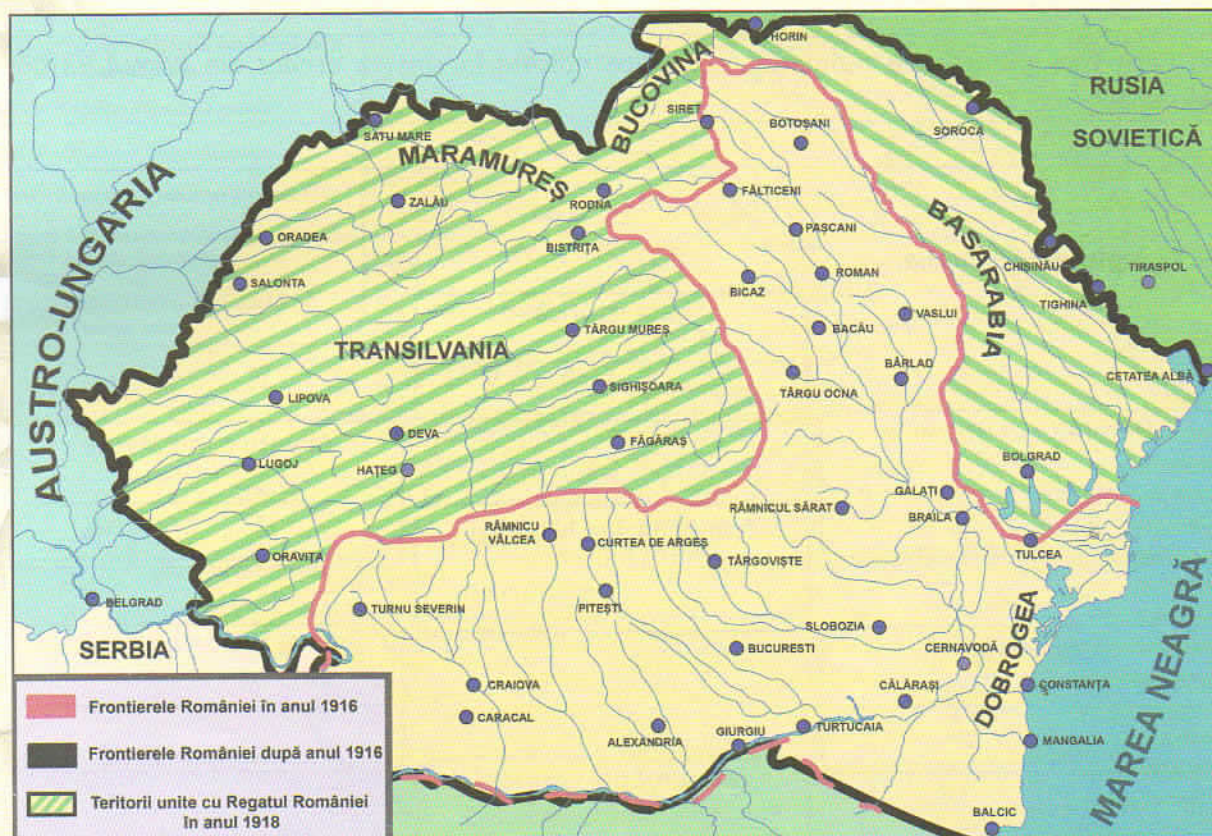 HORIN
RUSIA
SOVIETICĂ
BUCOVINA
SIRET
BOTOȘANI
SOROCA
SATU MARE
MARAMUREȘ
AUSTRO-UNGARIA
ZALĂU
RODNA
FĂLTICENI
BASARABIA
ORADEA
BISTRIȚA
PASCANI
CHIȘINĂU
TIRASPOL
SALONTA
BICAZ
ROMAN
TIGHINA
TÂRGU MUREȘ
BACĂU
VASLUI
TRANSILVANIA
BÂRLAD
CETATEA ALBĂ
LIPOVA
SIGHIȘOARA
TÂRGU OCNA
DEVA
FĂGĂRAȘ
LUGOJ
HAȚEG
BOLGRAD
GALAȚI
RÂMNICUL SĂRAT
BRAILA
RÂMNICU
VÂLCEA
CURTEA DE ARGEȘ
TULCEA
ORAVIȚA
TÂRGOVIȘTE
BELGRAD
TURNU SEVERIN
PITEȘTI
SLOBOZIA
DOBROGEA
MAREA NEAGRĂ
SERBIA
BUCURESTI
CERNAVODĂ
CRAIOVA
CĂLĂRAȘI
CONSTANȚA
CARACAL
ALEXANDRIA
GIURGIU
TURTUCAIA
MANGALIA
BALCIC
Frontierele României în anul 1916
Frontierele României după anul 1916
Teritorii unite cu Regatul României
în anul 1918